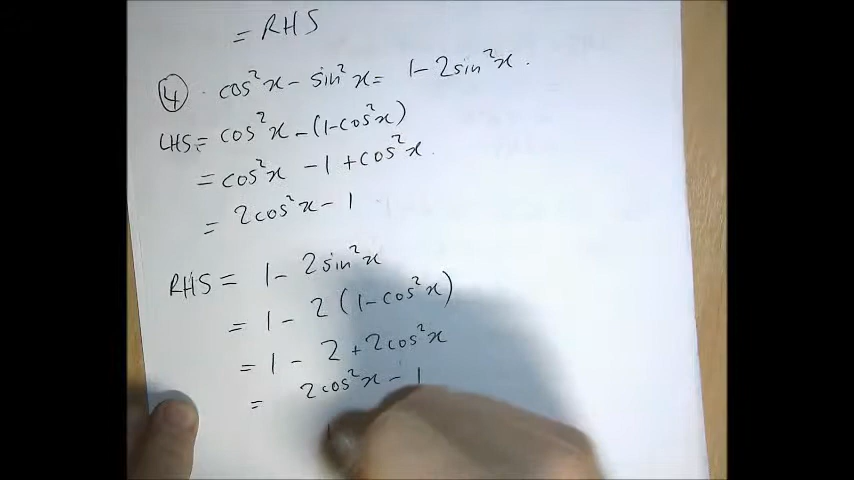 = RHS
④ . cos²x - sin²x = 1 - 2sin²x .
LHS = cos²x - (1-cos²x)
= cos²x - 1 + cos²x .
= 2cos²x - 1
RHS = 1 - 2sin²x
= 1 - 2(1-cos²x)
= 1 - 2 + 2cos²x
= 2cos²x - 1